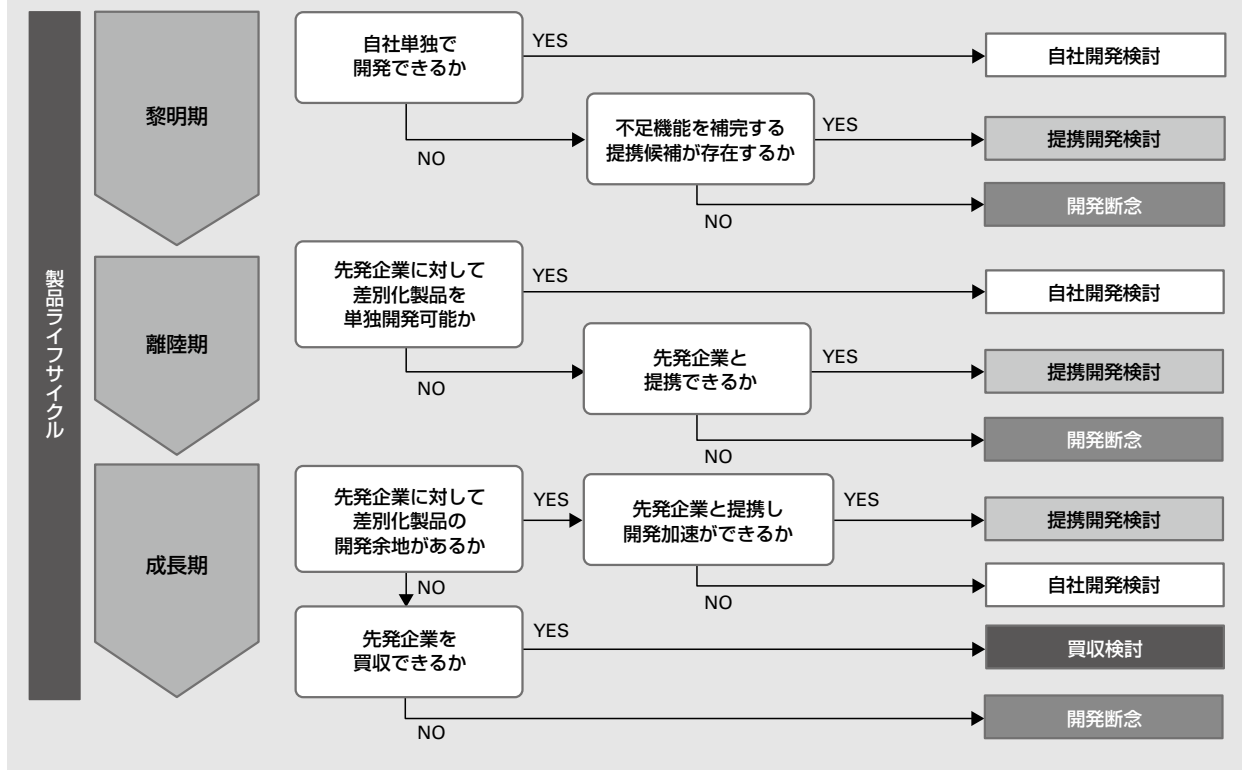 製品ライフサイクル
黎明期
自社単独で
開発できるか
YES
自社開発検討
NO
不足機能を補完する
提携候補が存在するか
YES
提携開発検討
NO
開発断念
離陸期
先発企業に対して
差別化製品を
単独開発可能か
YES
自社開発検討
NO
先発企業と
提携できるか
YES
提携開発検討
NO
開発断念
成長期
先発企業に対して
差別化製品の
開発余地があるか
YES
先発企業と提携し
開発加速ができるか
YES
提携開発検討
NO
自社開発検討
NO
先発企業を
買収できるか
YES
買収検討
NO
開発断念